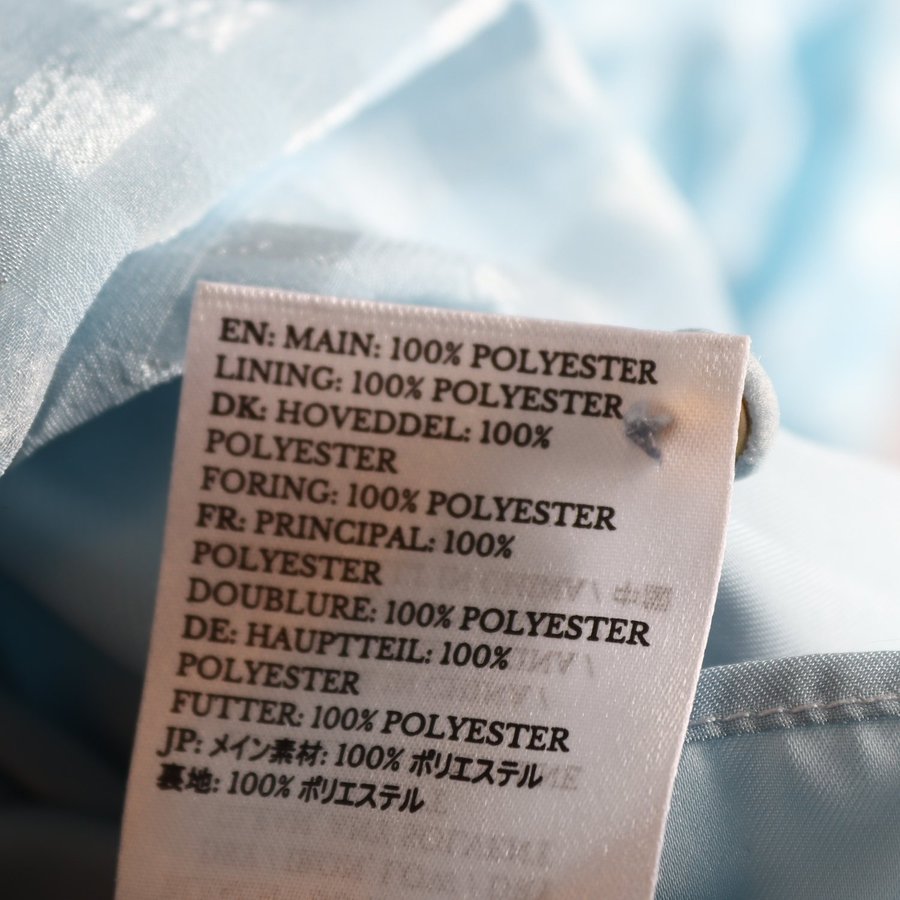 EN: MAIN: 100% POLYESTER
LINING: 100% POLYESTER
DK: HOVEDDEL: 100%
POLYESTER
FORING: 100% POLYESTER
FR: PRINCIPAL: 100%
POLYESTER
DOUBLURE: 100% POLYESTER
DE: HAUPTTEIL: 100%
POLYESTER
FUTTER: 100% POLYESTER
JP: メイン素材: 100% ポリエステル
裏地: 100% ポリエステル